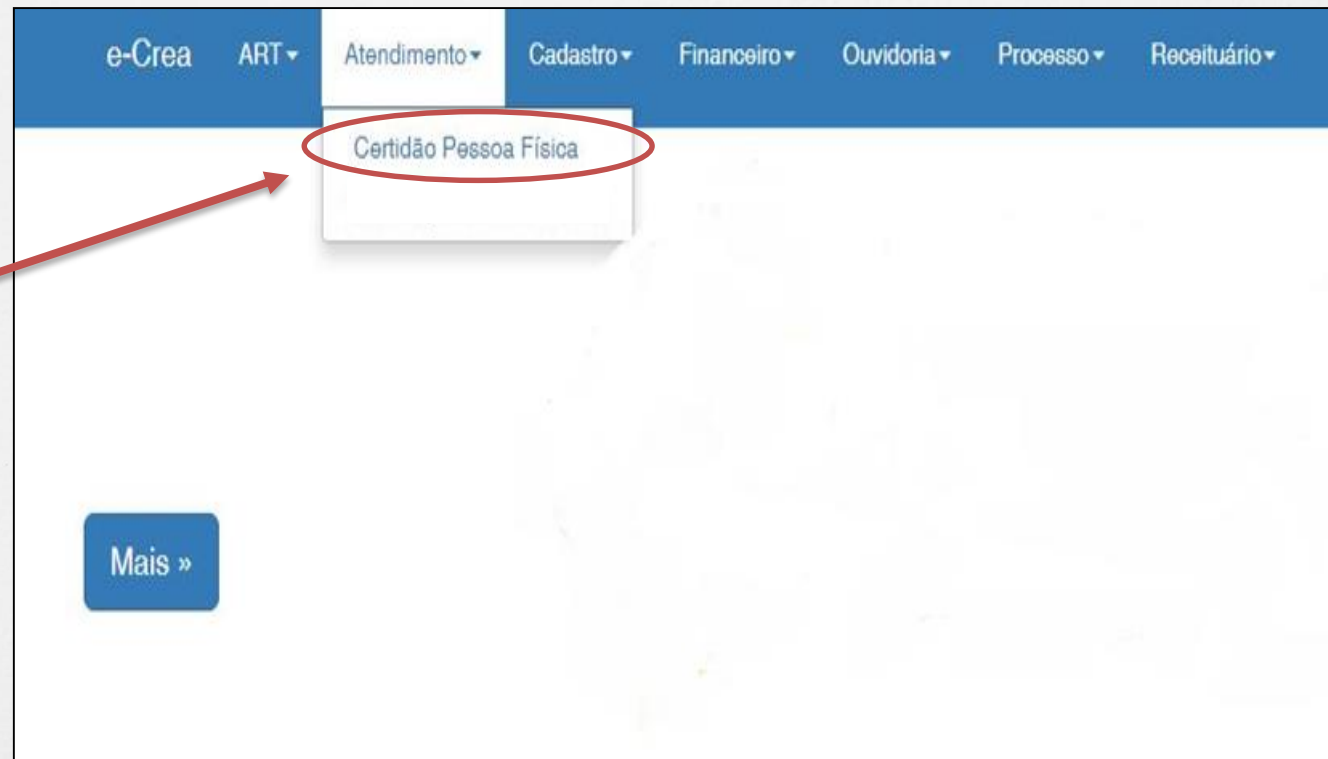 e-Crea ART Atendimento Cadastro Financeiro Ouvidoria Processo Receituário
Certidão Pessoa Física
Mais »